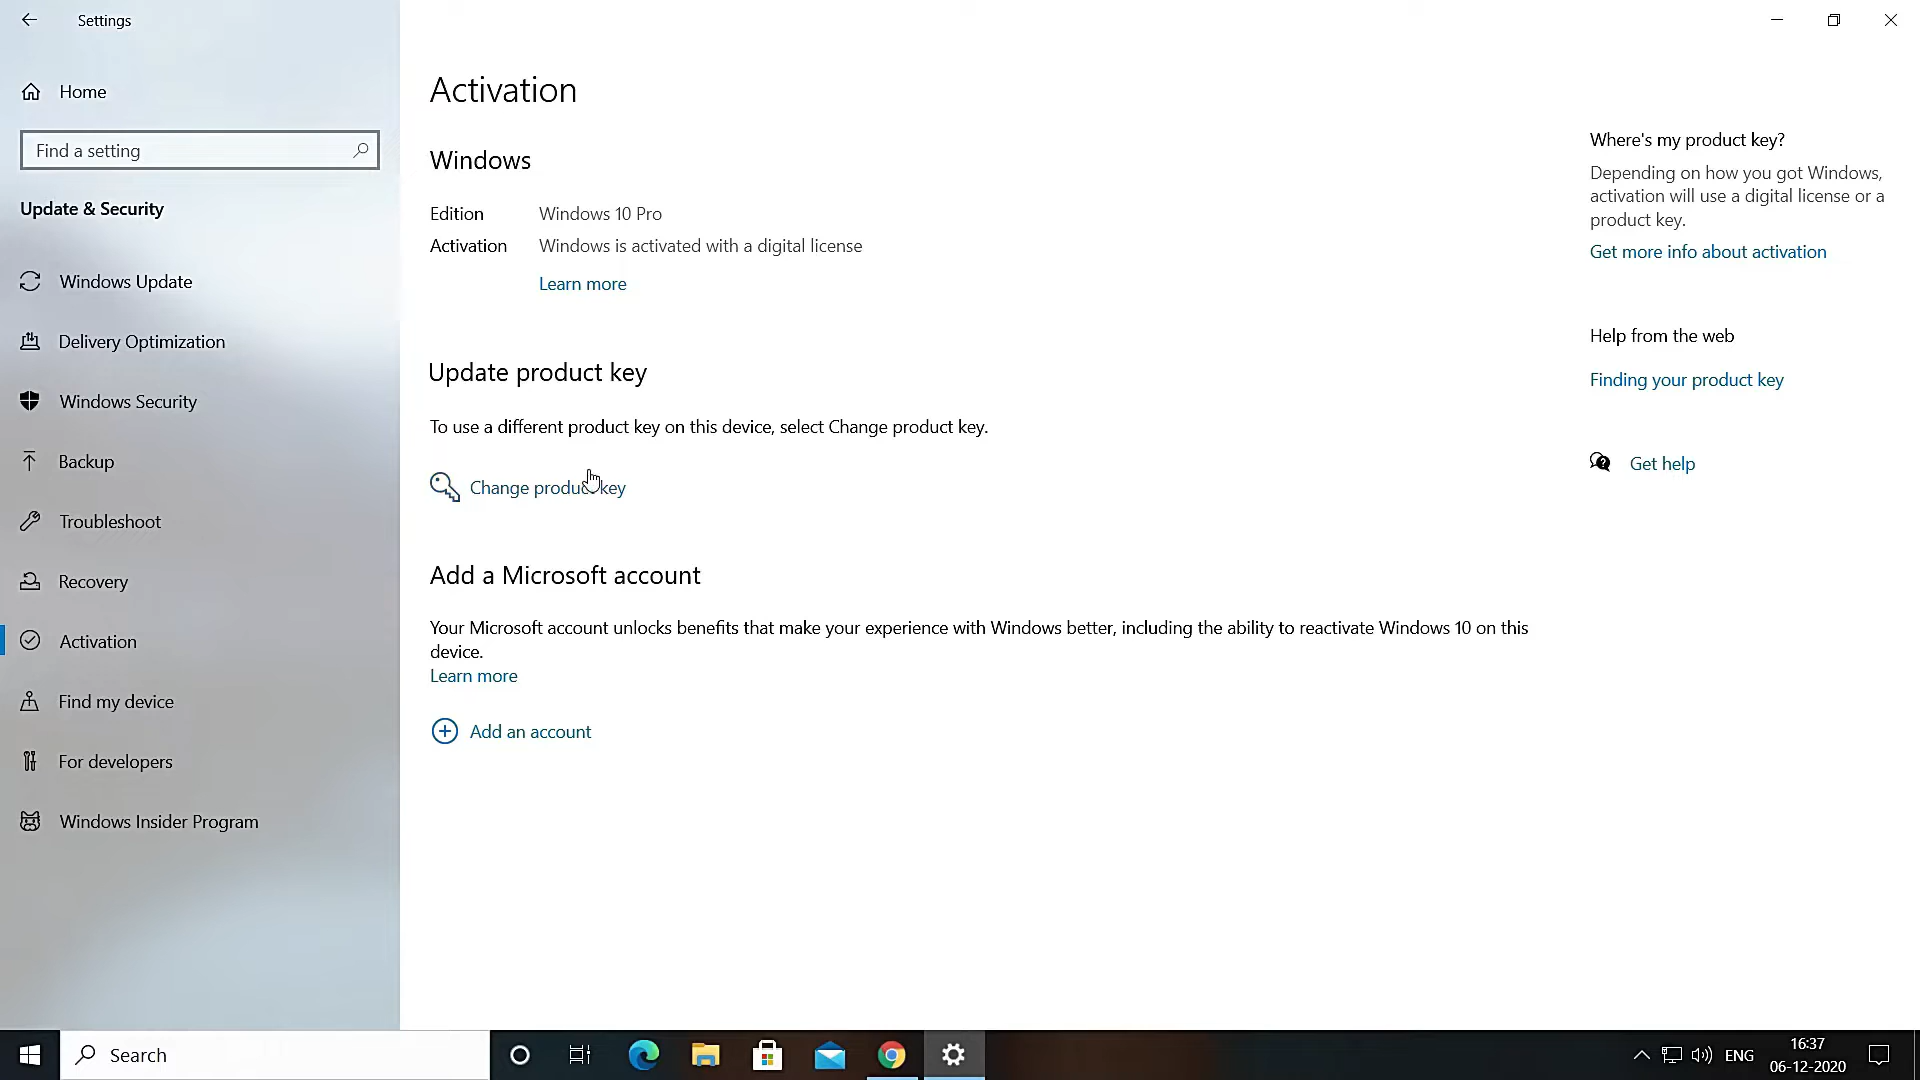 Settings
Home
Find a setting
Update & Security
Windows Update
Delivery Optimization
Windows Security
Backup
Troubleshoot
Recovery
Activation
Find my device
For developers
Windows Insider Program
Activation
Windows
Edition Windows 10 Pro
Activation Windows is activated with a digital license
Learn more
Update product key
To use a different product key on this device, select Change product key.
Change product key
Add a Microsoft account
Your Microsoft account unlocks benefits that make your experience with Windows better, including the ability to reactivate Windows 10 on this
device.
Learn more
Add an account
Where's my product key?
Depending on how you got Windows,
activation will use a digital license or a
product key.
Get more info about activation
Help from the web
Finding your product key
Get help
Search
ENG
16:37
06-12-2020